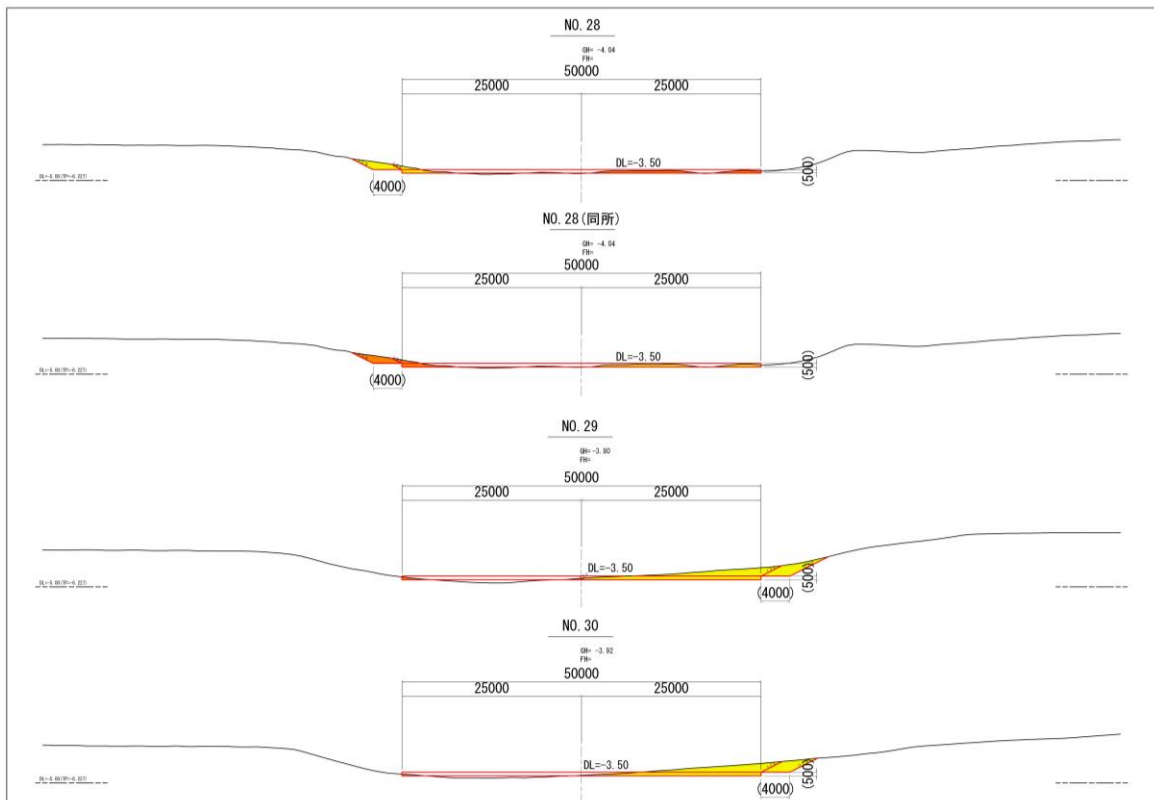 NO. 28
GH= -4.04
FH=
50000
25000 25000
DL=-3.50
(4000)
(500)
NO. 28(同所)
GH= -4.04
FH=
50000
25000 25000
DL=-3.50
(4000)
(500)
NO. 29
GH=-3.80
FH=
50000
25000 25000
DL=-3.50
(4000)
(500)
NO. 30
GH= -3.92
FH=
50000
25000 25000
DL=-3.50
(4000)
(500)